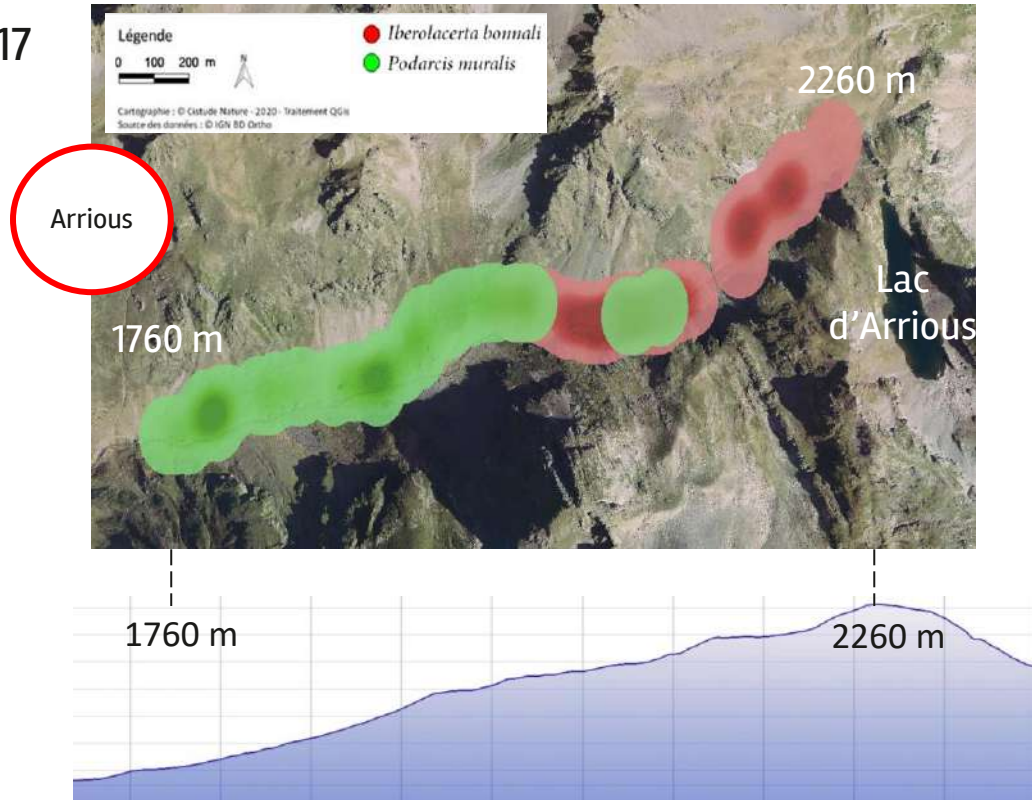 17
Légende
0 100 200 m
N
Iberolacerta bonnali
Podarcis muralis
Cartographie : © Cistude Nature - 2020 - Traitement QGis
Source des données : © IGN BD Ortho
Arrious
2260 m
1760 m
Lac
d'Arrious
1760 m
2260 m